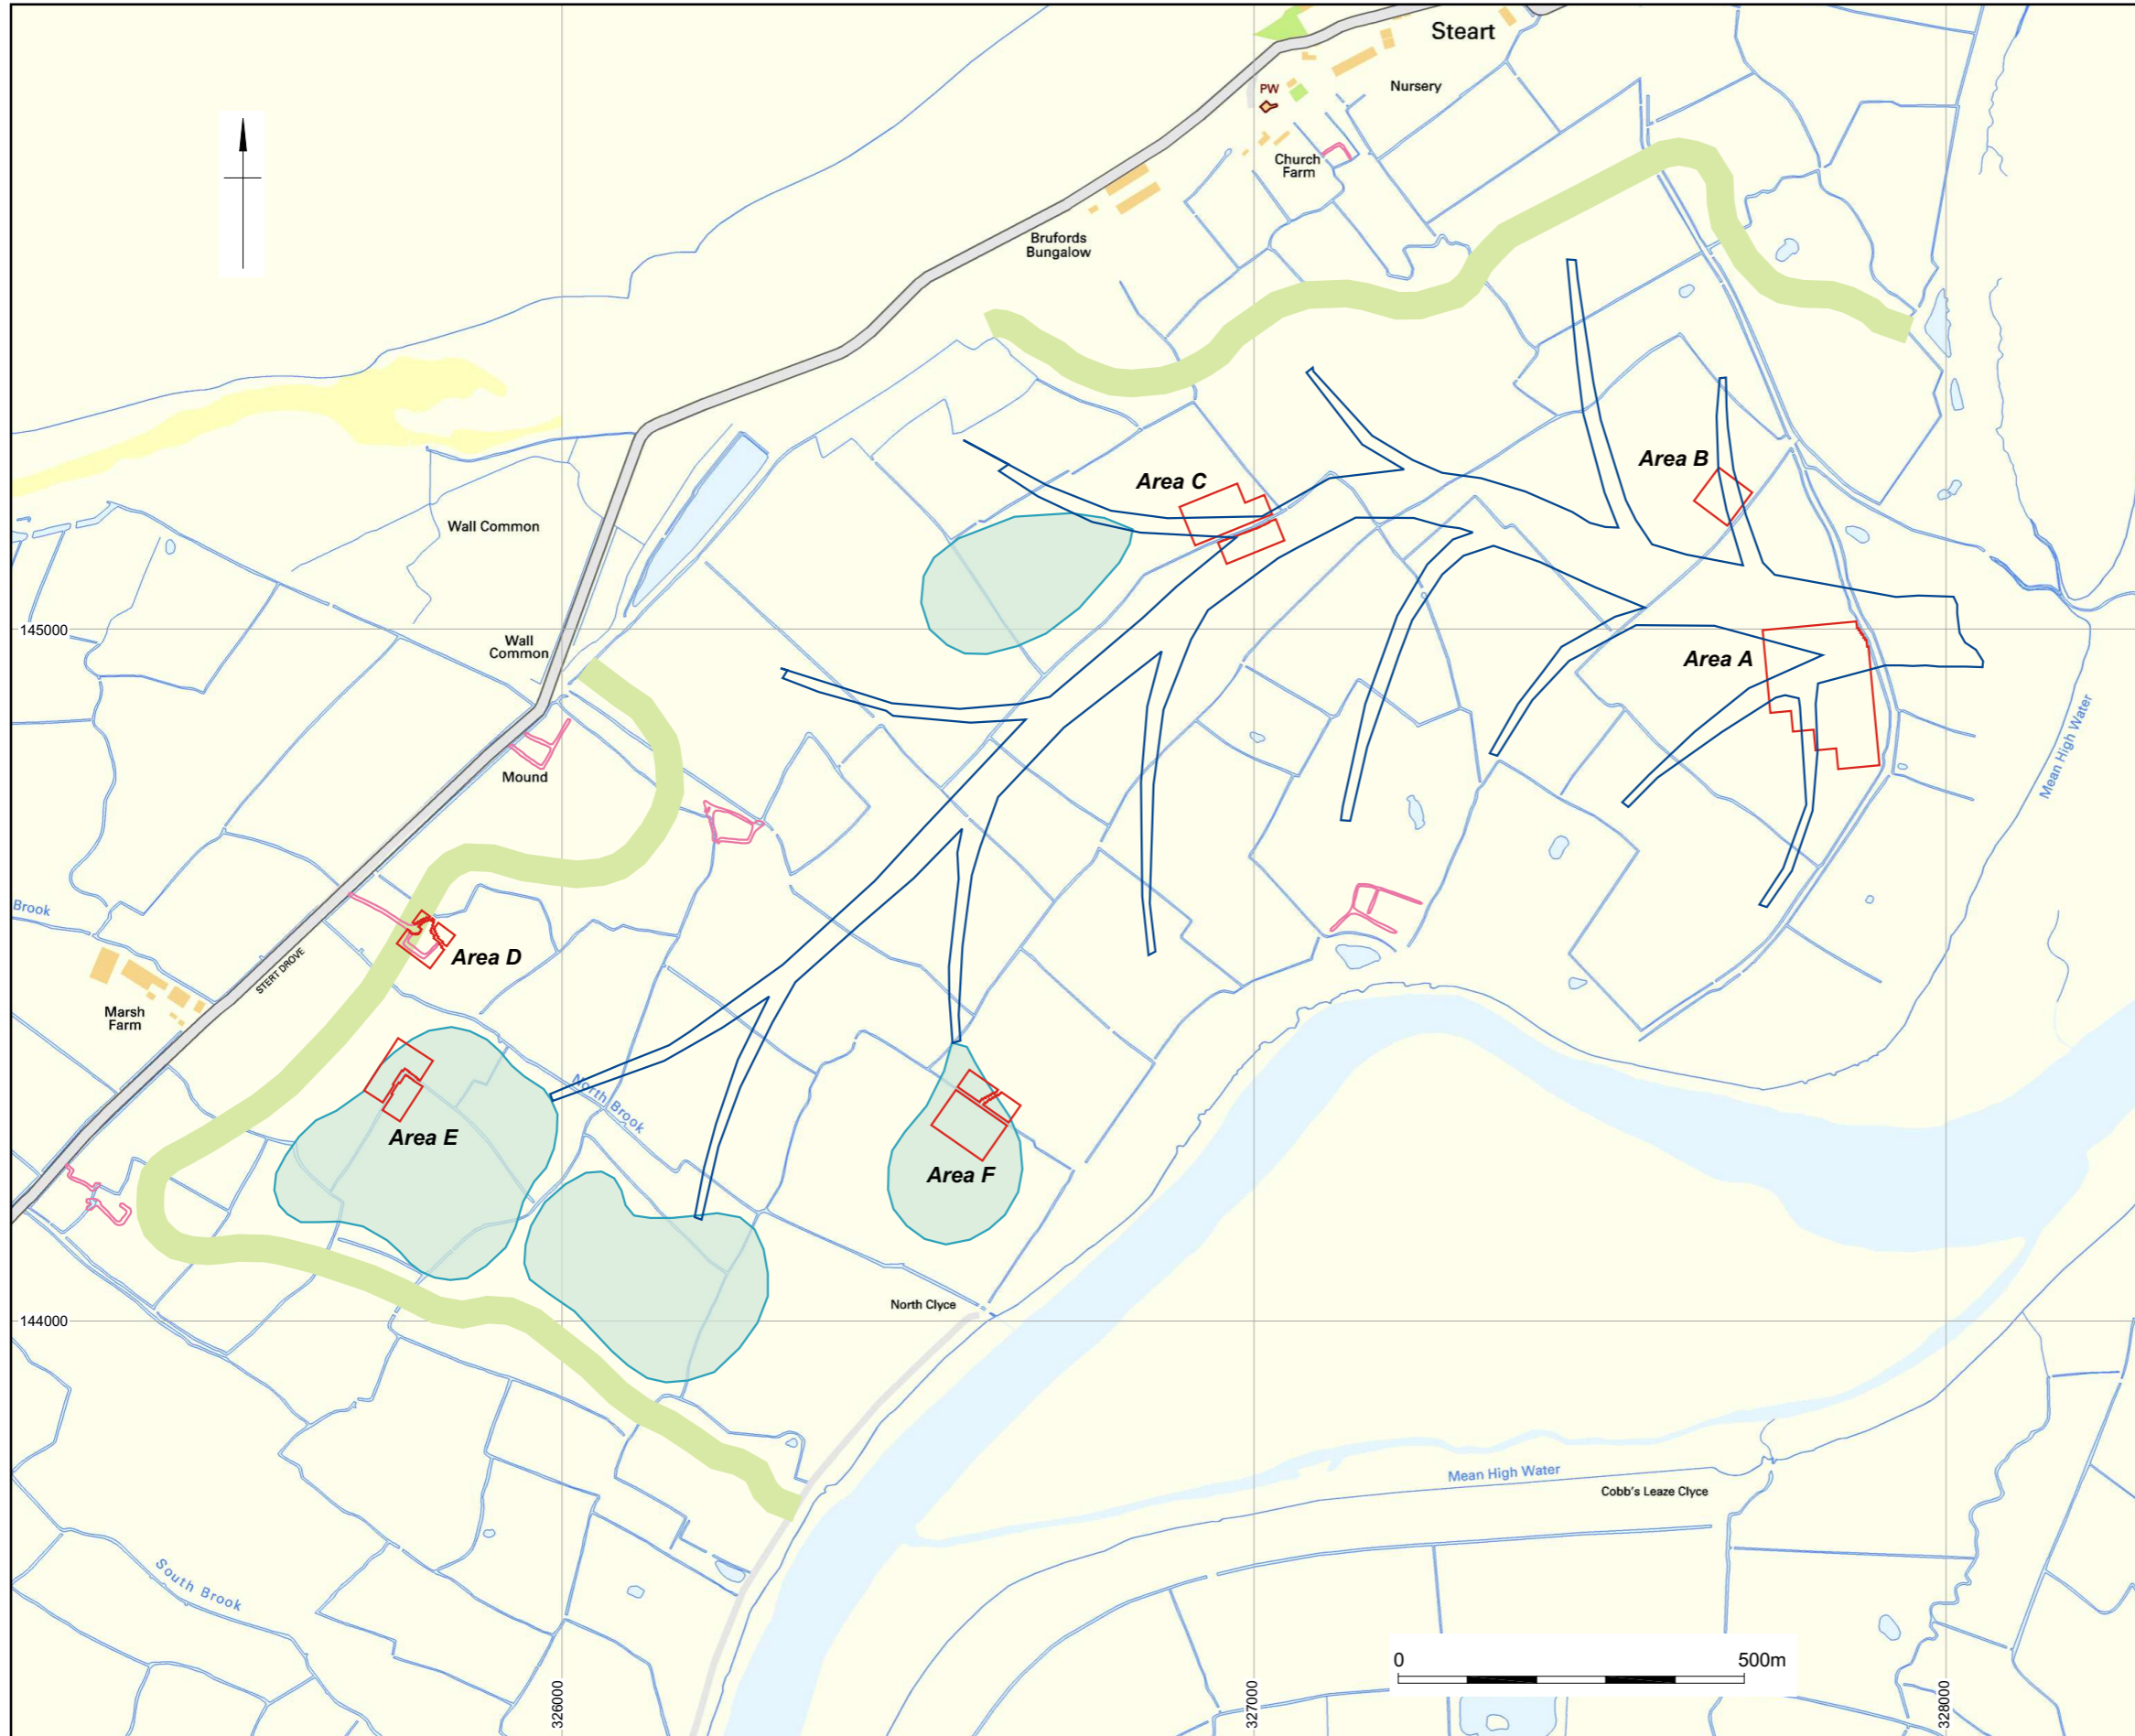 Steart
Nursery
PW
Church
Farm
Brufords
Bungalow
Area B
Area C
Wall Common
145000
Wall
Common
Area A
Mean High Water
Mound
Brook
Area D
STERT DROVE
Marsh
Farm
North Brook
Area E
Area F
North Clyce
144000
Mean High Water
Cobb's Leaze Clyce
South Brook
0 500m
326000
327000
328000